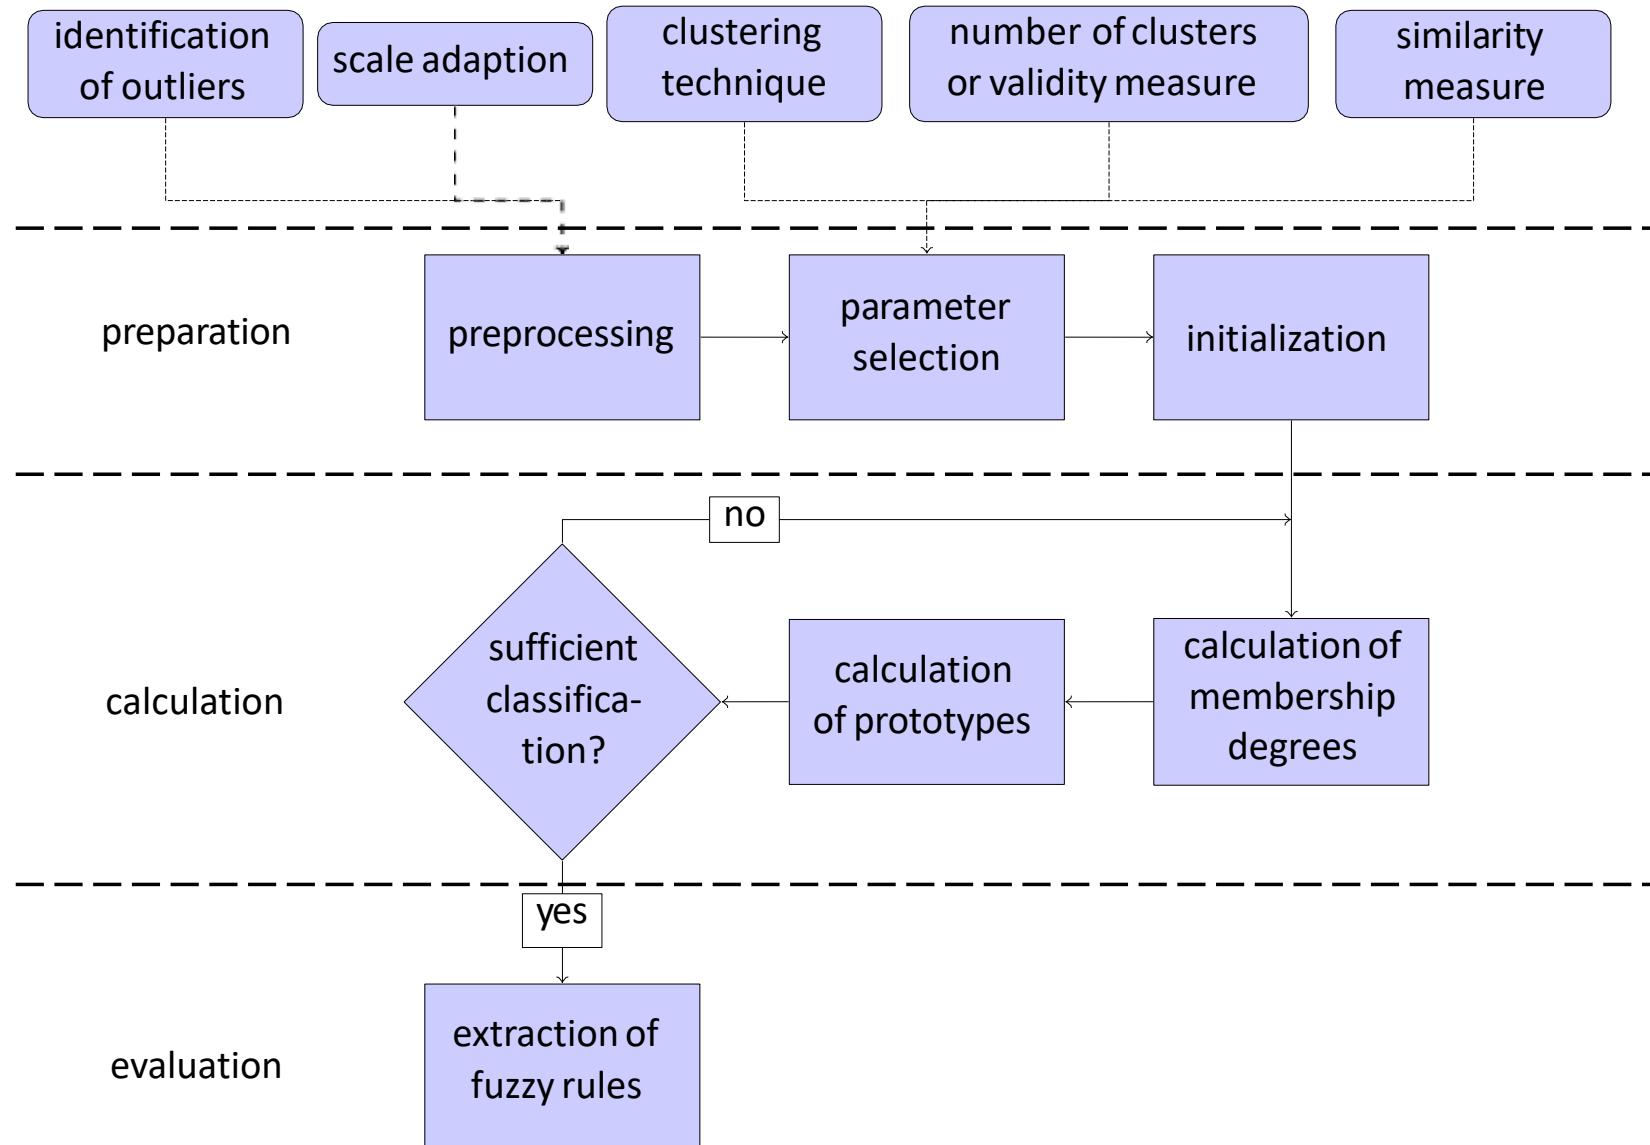 identification
of outliers
scale adaption
clustering
technique
number of clusters
or validity measure
similarity
measure
preparation
preprocessing
parameter
selection
initialization
no
calculation
sufficient
classifica-
tion?
calculation
of prototypes
calculation of
membership
degrees
yes
evaluation
extraction of
fuzzy rules